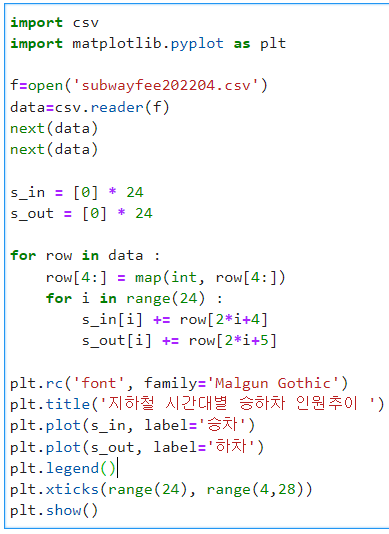 import csv
import matplotlib.pyplot as plt
f=open('subwayfee202204.csv')
data=csv.reader(f)
next(data)
next(data)
s_in = [0] * 24
s_out = [0] * 24
for row in data :
    row[4:] = map(int, row[4:])
    for i in range(24) :
        s_in[i] += row[2*i+4]
        s_out[i] += row[2*i+5]
plt.rc('font', family='Malgun Gothic')
plt.title('지하철 시간대별 승하차 인원추이 ')
plt.plot(s_in, label='승차')
plt.plot(s_out, label='하차')
plt.legend()
plt.xticks(range(24), range(4,28))
plt.show()